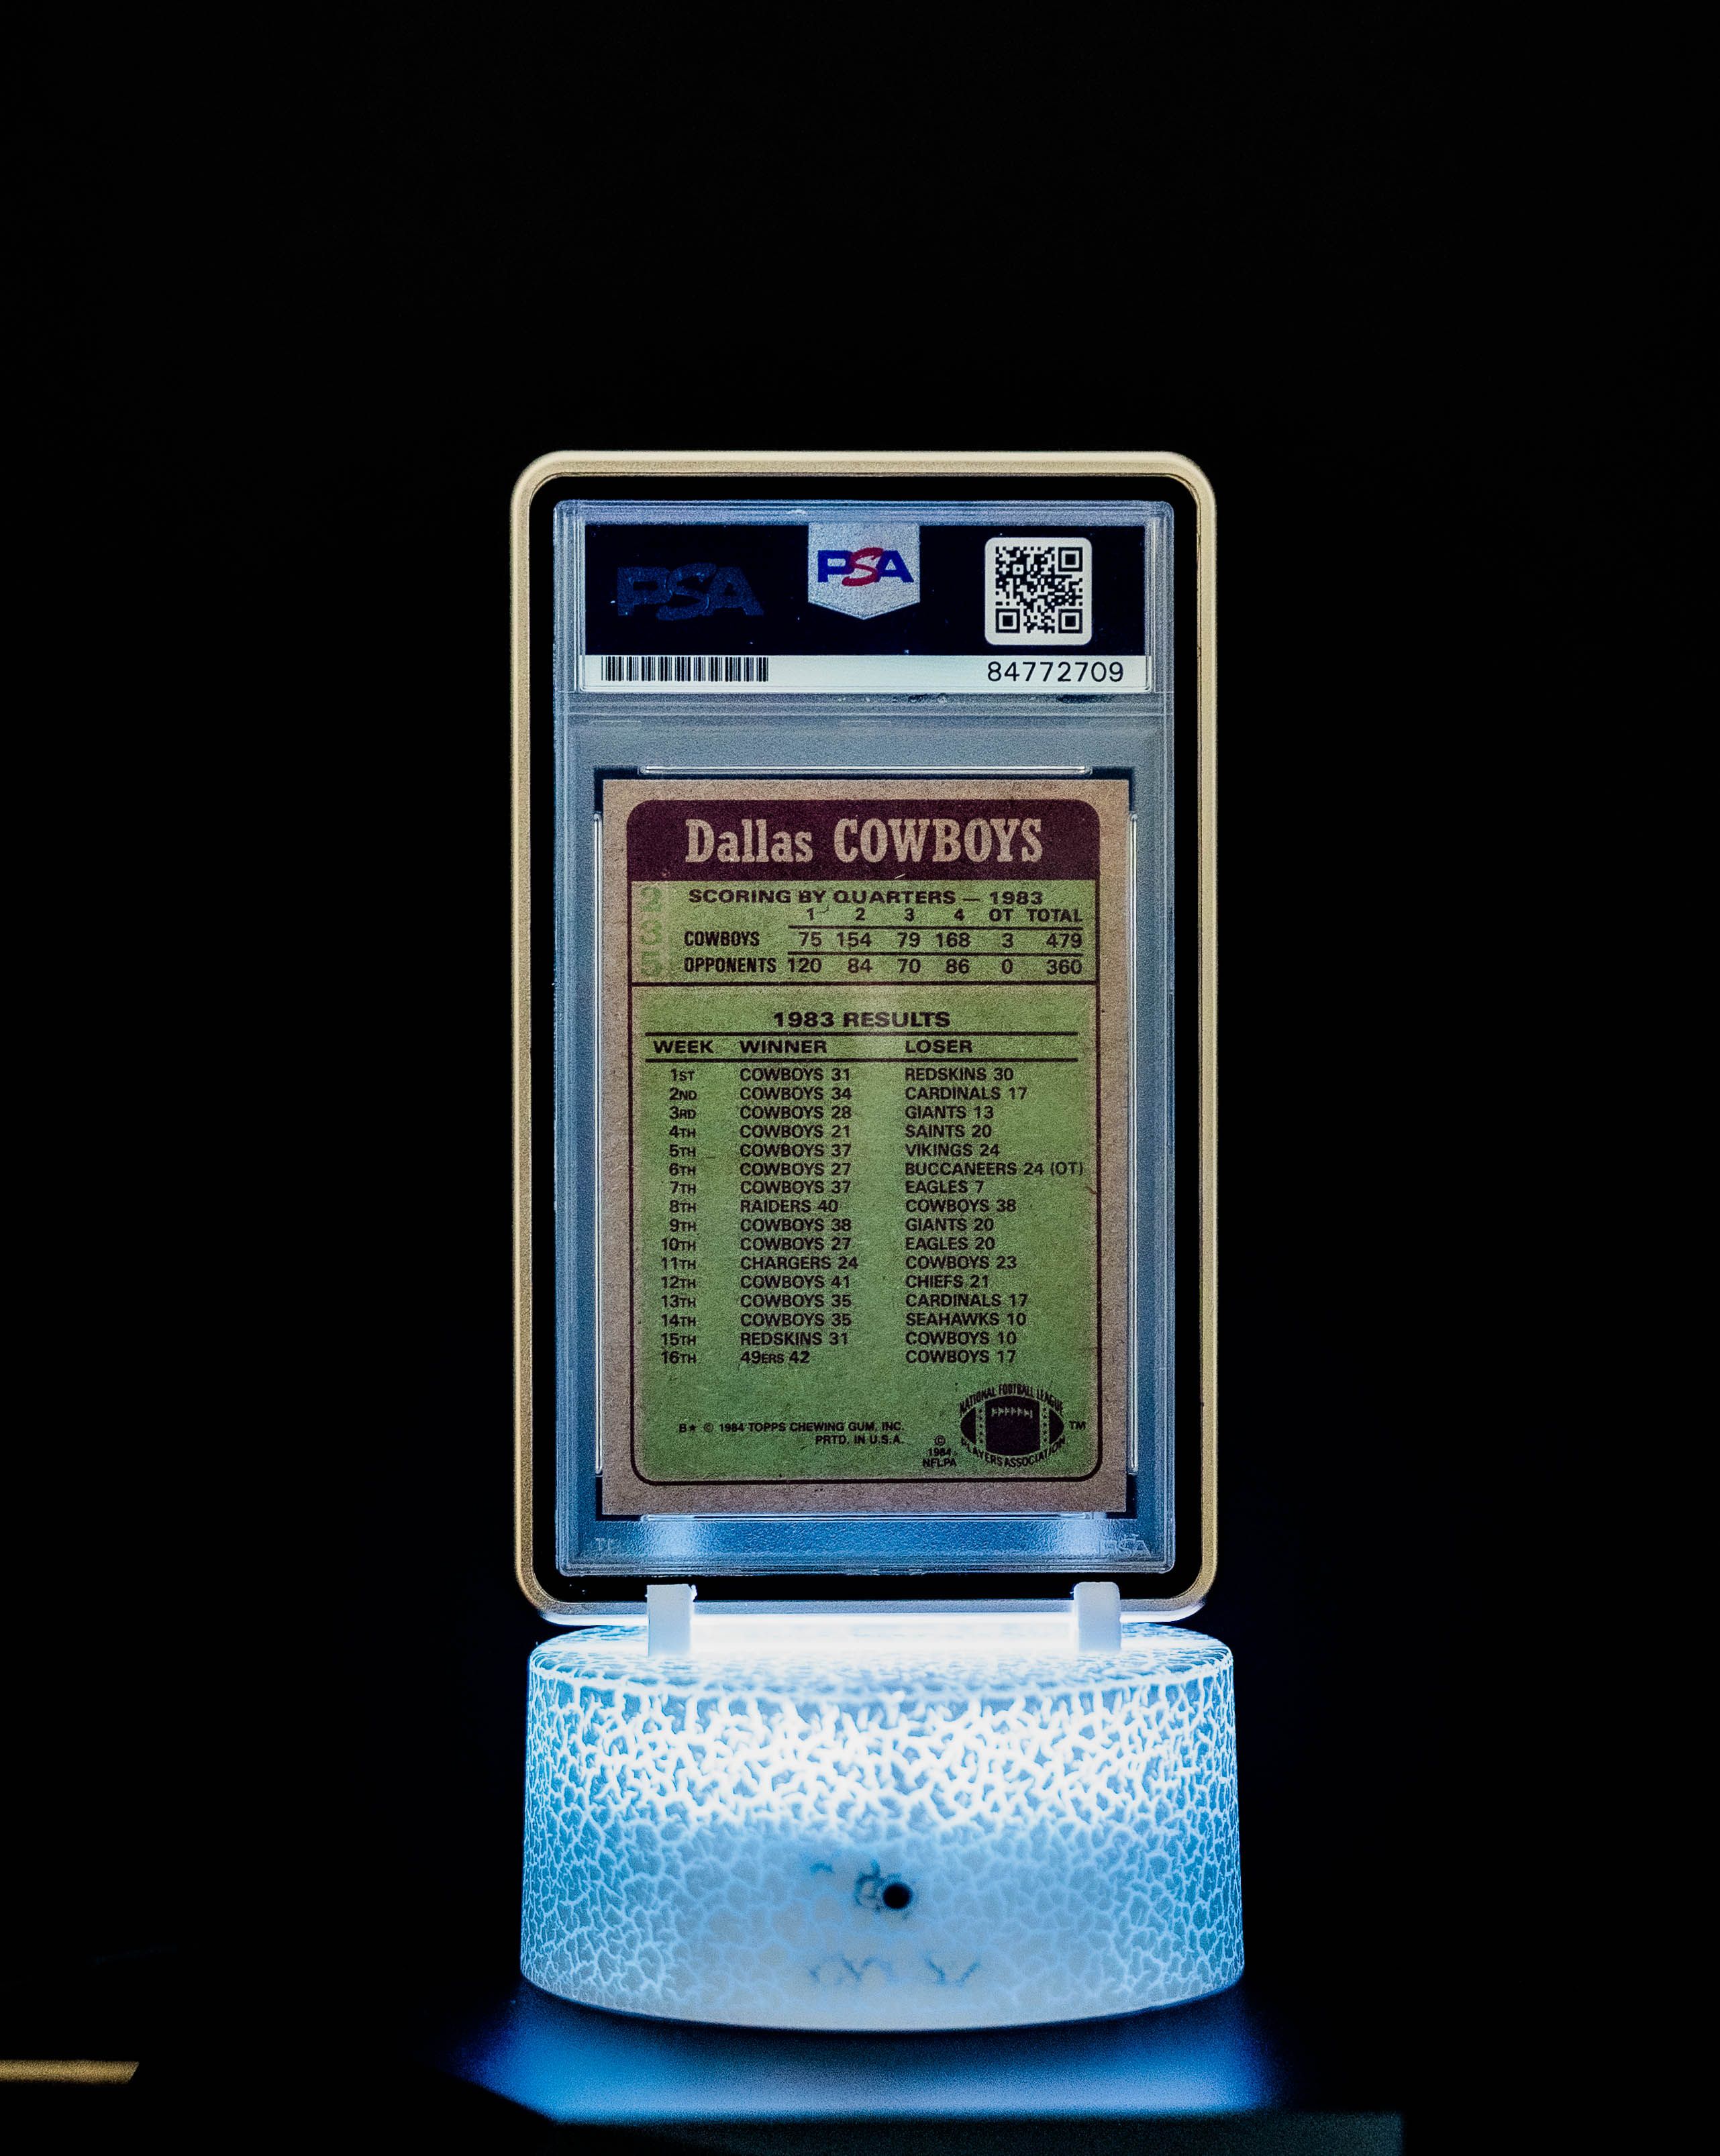 PSA PSA
84772709
Dallas COWBOYS
235
SCORING BY QUARTERS — 1983
1 2 3 4 OT TOTAL
COWBOYS 75 154 79 168 3 479
OPPONENTS 120 84 70 86 0 360
1983 RESULTS
WEEK WINNER LOSER
1ST COWBOYS 31 REDSKINS 30
2ND COWBOYS 34 CARDINALS 17
3RD COWBOYS 28 GIANTS 13
4TH COWBOYS 21 SAINTS 20
5TH COWBOYS 37 VIKINGS 24
6TH COWBOYS 27 BUCCANEERS 24 (OT)
7TH COWBOYS 37 EAGLES 7
8TH RAIDERS 40 COWBOYS 38
9TH COWBOYS 38 GIANTS 20
10TH COWBOYS 27 EAGLES 20
11TH CHARGERS 24 COWBOYS 23
12TH COWBOYS 41 CHIEFS 21
13TH COWBOYS 35 CARDINALS 17
14TH COWBOYS 35 SEAHAWKS 10
15TH REDSKINS 31 COWBOYS 10
16TH 49ERS 42 COWBOYS 17
B★ © 1984 TOPPS CHEWING GUM, INC.
PRTD. IN U.S.A.
© 1984 NFLPA
NATIONAL FOOTBALL LEAGUE
PLAYERS ASSOCIATION
TM
PSA